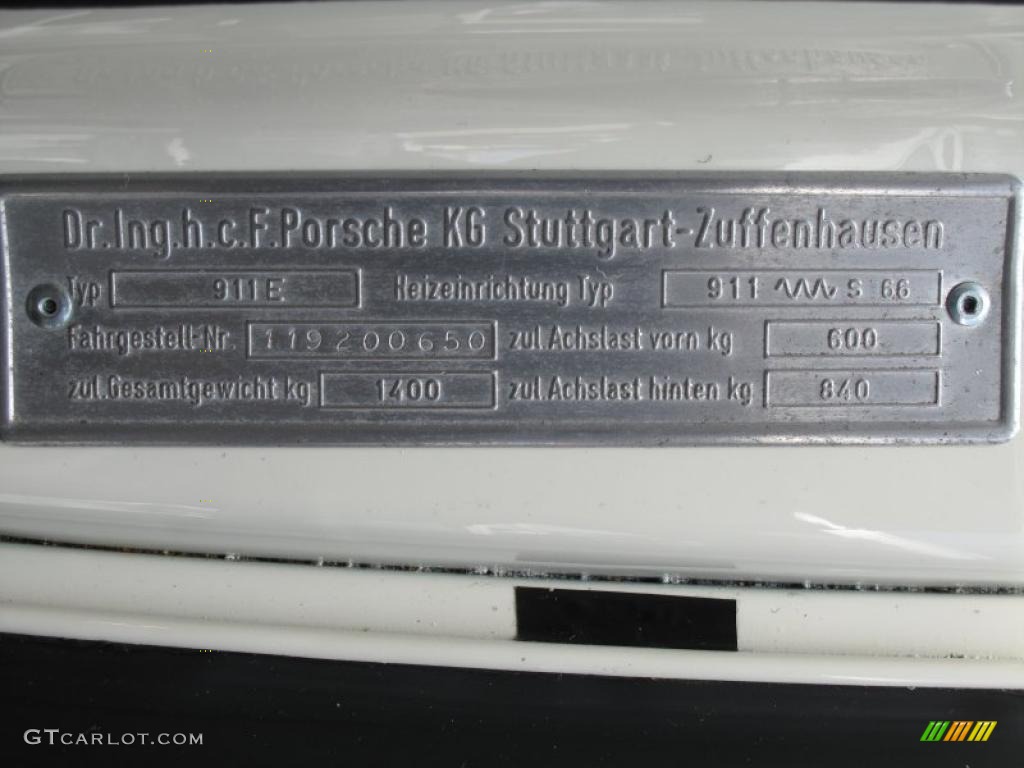 Dr.Ing.h.c.F.Porsche KG Stuttgart-Zuffenhausen
Typ 911E Heizeinrichtung Typ 911 S 66
Fahrgestell-Nr. 119200650 zul.Achslast vorn kg 600
zul.Gesamtgewicht kg 1400 zul.Achslast hinten kg 840
GTCARLOT.COM